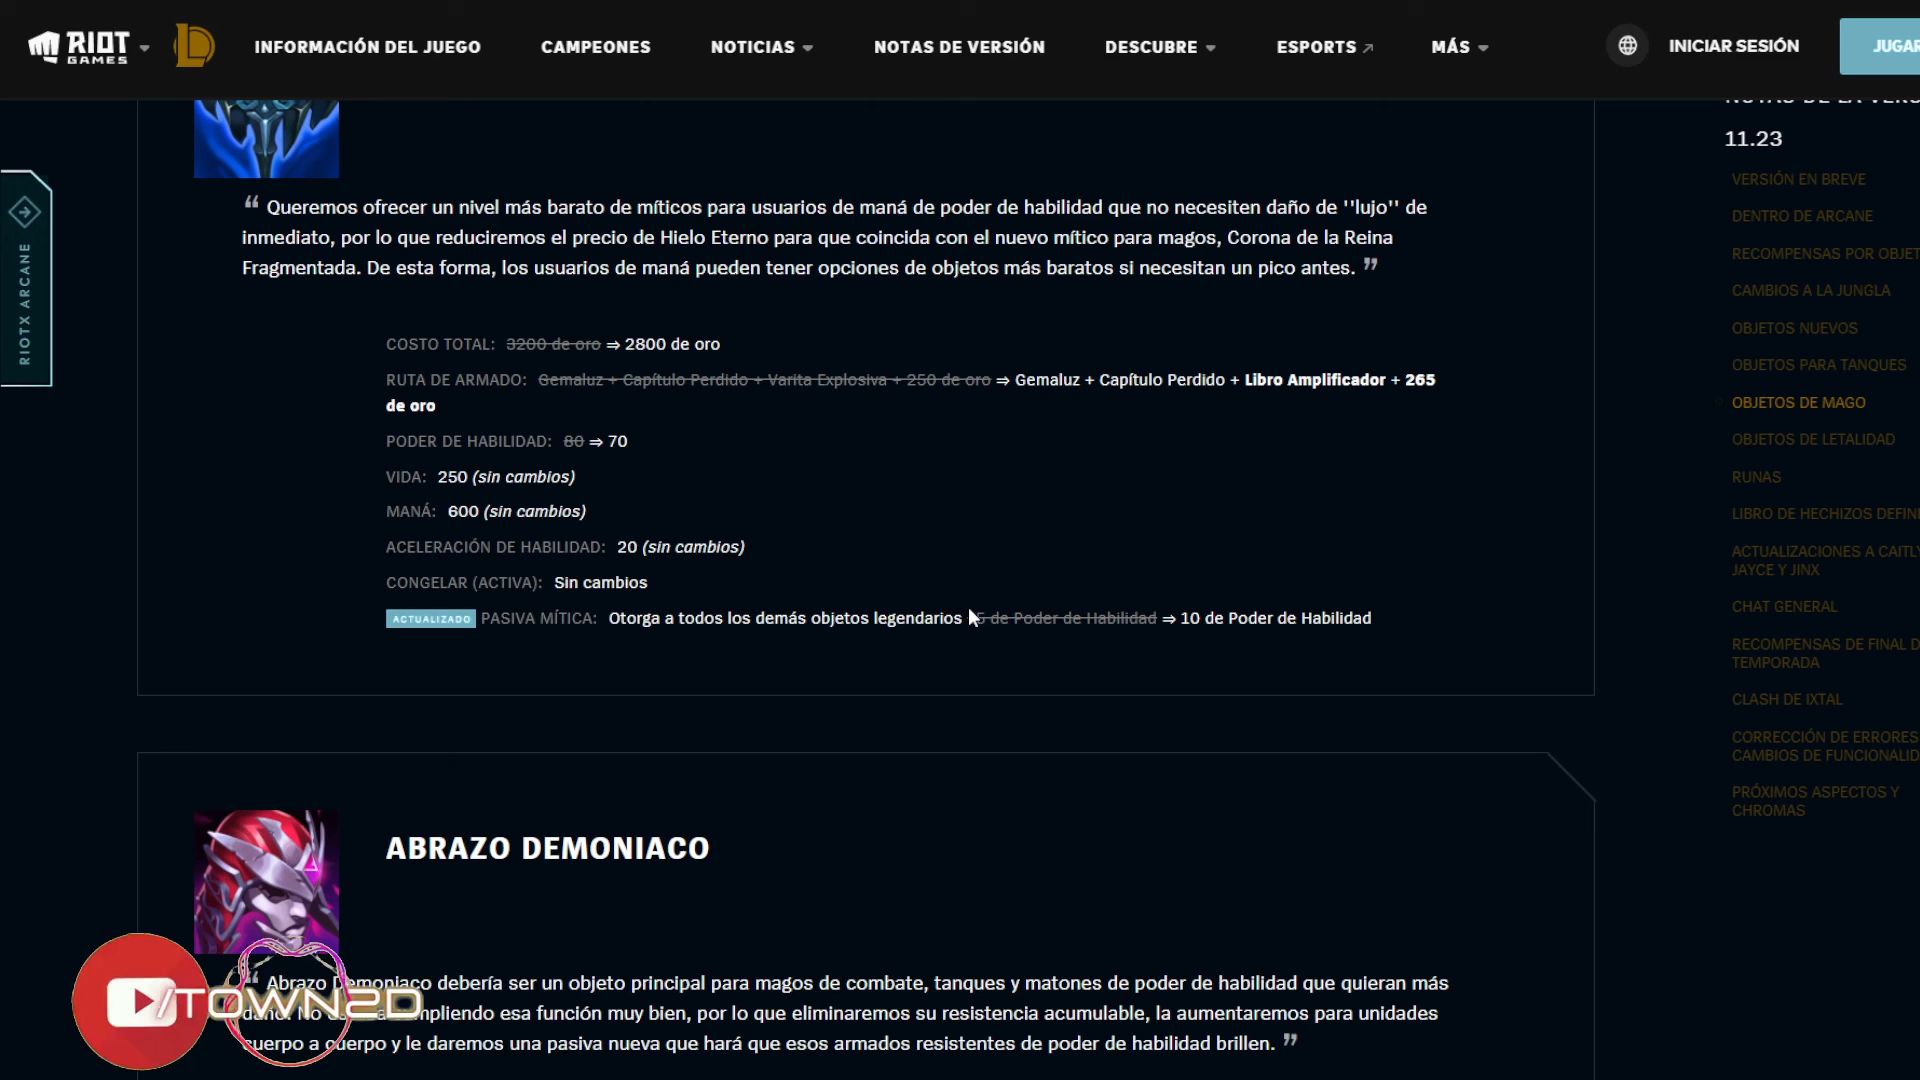 RIOT GAMES
INFORMACIÓN DEL JUEGO
CAMPEONES
NOTICIAS
NOTAS DE VERSIÓN
DESCUBRE
ESPORTS
MÁS
INICIAR SESIÓN
JUGAR
RIOTX ARCANE
“ Queremos ofrecer un nivel más barato de míticos para usuarios de maná de poder de habilidad que no necesiten daño de ''lujo'' de
inmediato, por lo que reduciremos el precio de Hielo Eterno para que coincida con el nuevo mítico para magos, Corona de la Reina
Fragmentada. De esta forma, los usuarios de maná pueden tener opciones de objetos más baratos si necesitan un pico antes. ”
COSTO TOTAL: 3200 de oro ⇒ 2800 de oro
RUTA DE ARMADO: Gemaluz + Capítulo Perdido + Varita Explosiva + 250 de oro ⇒ Gemaluz + Capítulo Perdido + Libro Amplificador + 265
de oro
PODER DE HABILIDAD: 80 ⇒ 70
VIDA: 250 (sin cambios)
MANÁ: 600 (sin cambios)
ACELERACIÓN DE HABILIDAD: 20 (sin cambios)
CONGELAR (ACTIVA): Sin cambios
ACTUALIZADO PASIVA MÍTICA: Otorga a todos los demás objetos legendarios 5 de Poder de Habilidad ⇒ 10 de Poder de Habilidad
ABRAZO DEMONIACO
“ Abrazo Demoniaco debería ser un objeto principal para magos de combate, tanques y matones de poder de habilidad que quieran más
daño. No mpliendo esa función muy bien, por lo que eliminaremos su resistencia acumulable, la aumentaremos para unidades
cuerpo a cuerpo y le daremos una pasiva nueva que hará que esos armados resistentes de poder de habilidad brillen. ”
/TOWN2D
NOTAS DE LA VERS
11.23
VERSIÓN EN BREVE
DENTRO DE ARCANE
RECOMPENSAS POR OBJET
CAMBIOS A LA JUNGLA
OBJETOS NUEVOS
OBJETOS PARA TANQUES
OBJETOS DE MAGO
OBJETOS DE LETALIDAD
RUNAS
LIBRO DE HECHIZOS DEFINI
ACTUALIZACIONES A CAITLY
JAYCE Y JINX
CHAT GENERAL
RECOMPENSAS DE FINAL D
TEMPORADA
CLASH DE IXTAL
CORRECCIÓN DE ERRORES
CAMBIOS DE FUNCIONALID
PRÓXIMOS ASPECTOS Y
CHROMAS